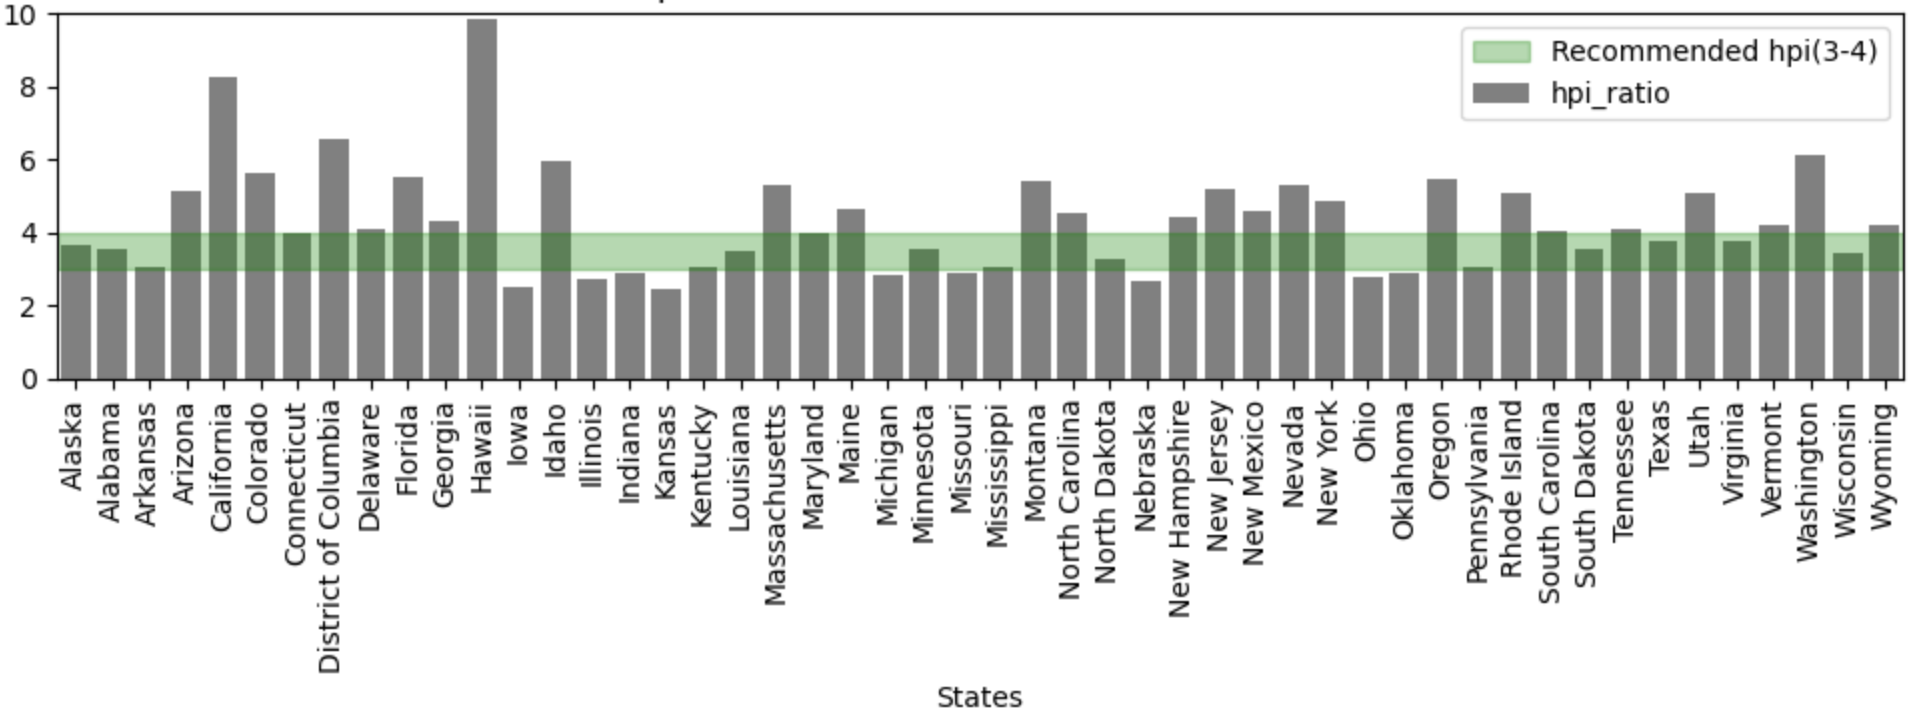 10
8
6
4
2
0
Recommended hpi(3-4)
hpi_ratio
Alaska
Alabama
Arkansas
Arizona
California
Colorado
Connecticut
District of Columbia
Delaware
Florida
Georgia
Hawaii
Iowa
Idaho
Illinois
Indiana
Kansas
Kentucky
Louisiana
Massachusetts
Maryland
Maine
Michigan
Minnesota
Missouri
Mississippi
Montana
North Carolina
North Dakota
Nebraska
New Hampshire
New Jersey
New Mexico
Nevada
New York
Ohio
Oklahoma
Oregon
Pennsylvania
Rhode Island
South Carolina
South Dakota
Tennessee
Texas
Utah
Virginia
Vermont
Washington
Wisconsin
Wyoming
States